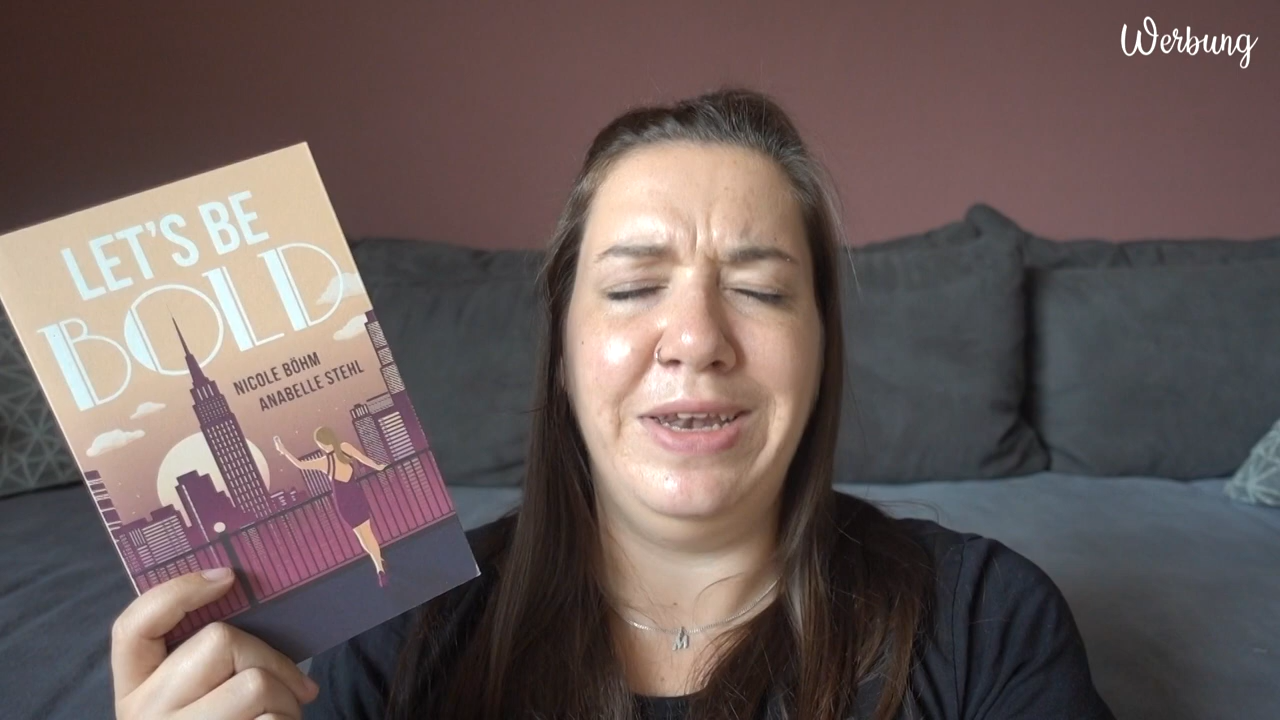 Werbung
LET'S BE
BOLD
NICOLE BÖHM
ANABELLE STEHL
M